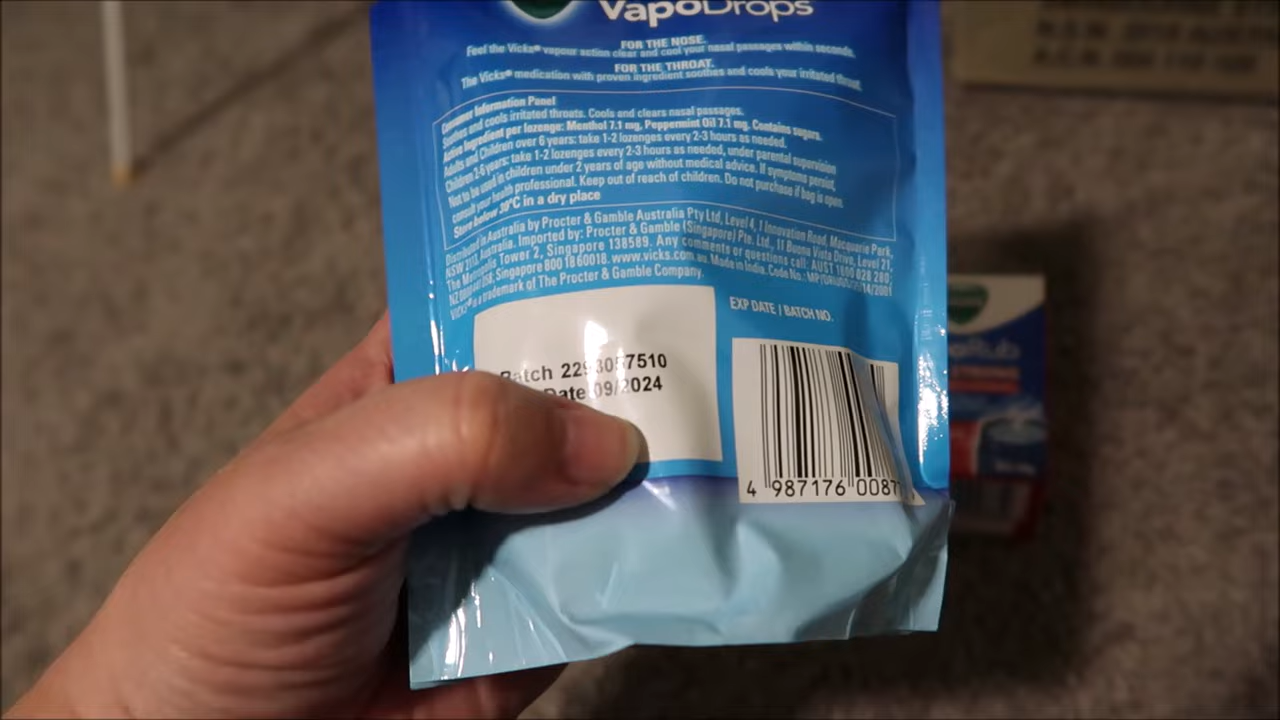 VapoDrops
FOR THE NOSE.
Feel the Vicks® vapour action clear and cool your nasal passages within seconds.
FOR THE THROAT.
The Vicks® medication with proven ingredient soothes and cools your irritated throat.
Consumer Information Panel
Soothes and cools irritated throats. Cools and clears nasal passages.
Active Ingredient per lozenge: Menthol 7.1 mg, Peppermint Oil 7.1 mg. Contains sugars.
Adults and Children over 6 years: take 1-2 lozenges every 2-3 hours as needed.
Children 2-6 years: take 1-2 lozenges every 2-3 hours as needed, under parental supervision
Not to be used in children under 2 years of age without medical advice. If symptoms persist,
consult your health professional. Keep out of reach of children. Do not purchase if bag is open.
Store below 30°C in a dry place
Distributed in Australia by Procter & Gamble Australia Pty Ltd, Level 4, 1 Innovation Road, Macquarie Park,
NSW 2113, Australia. Imported by: Procter & Gamble (Singapore) Pte. Ltd., 11 Buona Vista Drive, Level 21,
The Metropolis Tower 2, Singapore 138589. Any comments or questions call: AUST 1800 028 280,
NZ Singapore 800 1860018. www.vicks.com.au. Made in India. Code No.:
VICKS® is a trademark of The Procter & Gamble Company.
EXP DATE / BATCH NO.
Batch 2293057510
Date 09/2024
4 987176 0087